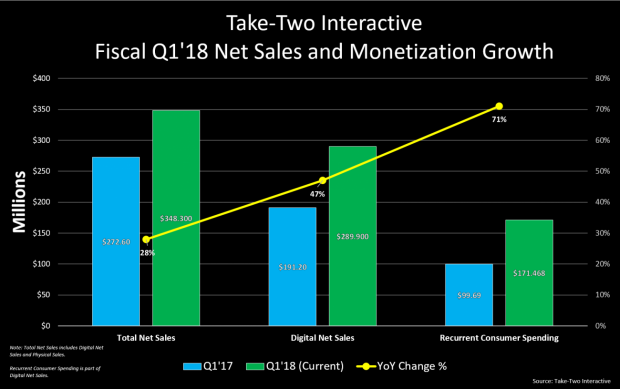 Take-Two Interactive
Fiscal Q1'18 Net Sales and Monetization Growth
$400
$350
$300
$250
$200
$150
$100
$50
$0
Millions
80%
70%
60%
50%
40%
30%
20%
10%
0%
$272.60
$348.300
28%
$191.20
$289.900
47%
$99.69
$171.468
71%
Total Net Sales
Digital Net Sales
Recurrent Consumer Spending
Note: Total Net Sales includes Digital Net
Sales and Physical Sales.
Recurrent Consumer Spending is part of
Digital Net Sales.
Q1'17
Q1'18 (Current)
YoY Change %
Source: Take-Two Interactive